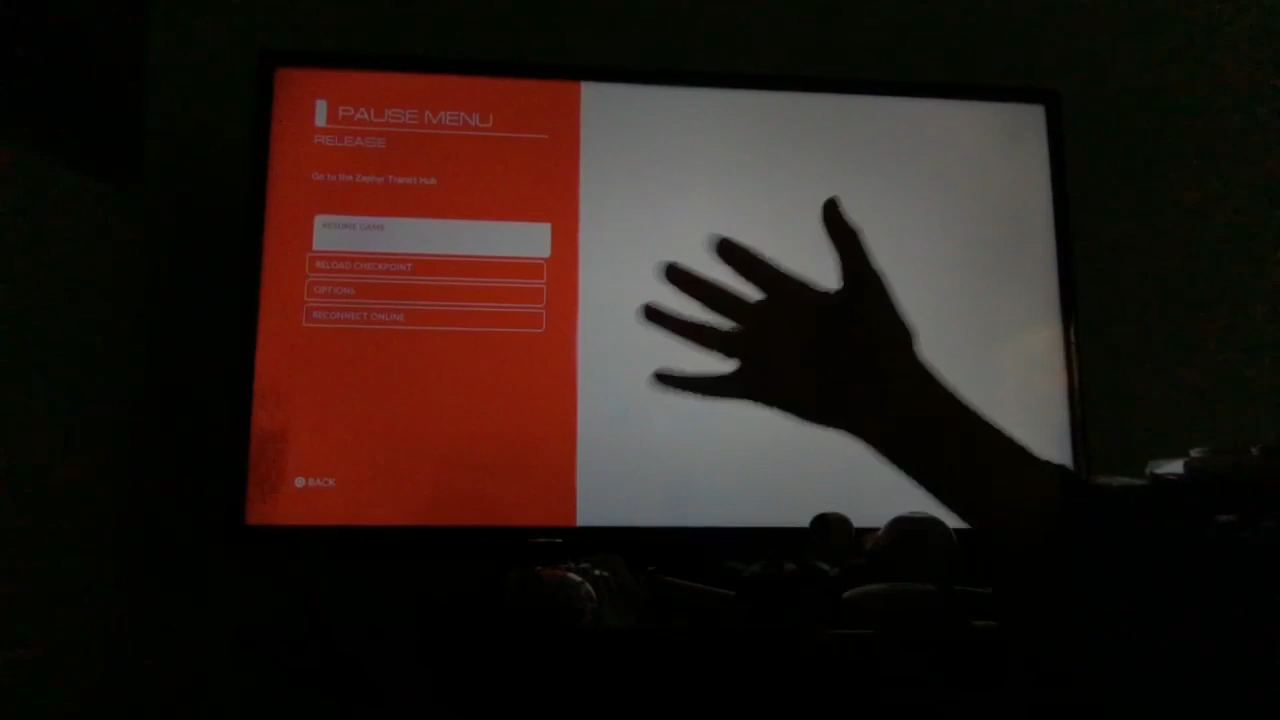 PAUSE MENU
RELEASE
Go to the Zephyr Transit Hub
RESUME GAME
RELOAD CHECKPOINT
OPTIONS
RECONNECT ONLINE
BACK